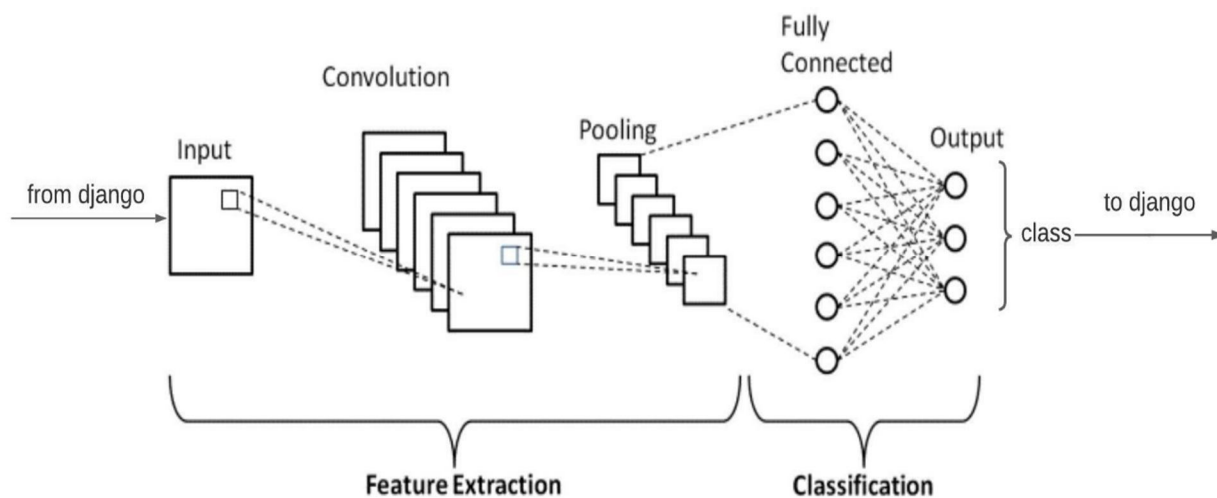 from django
Input
Convolution
Pooling
Fully
Connected
Output
class
to django
Feature Extraction
Classification